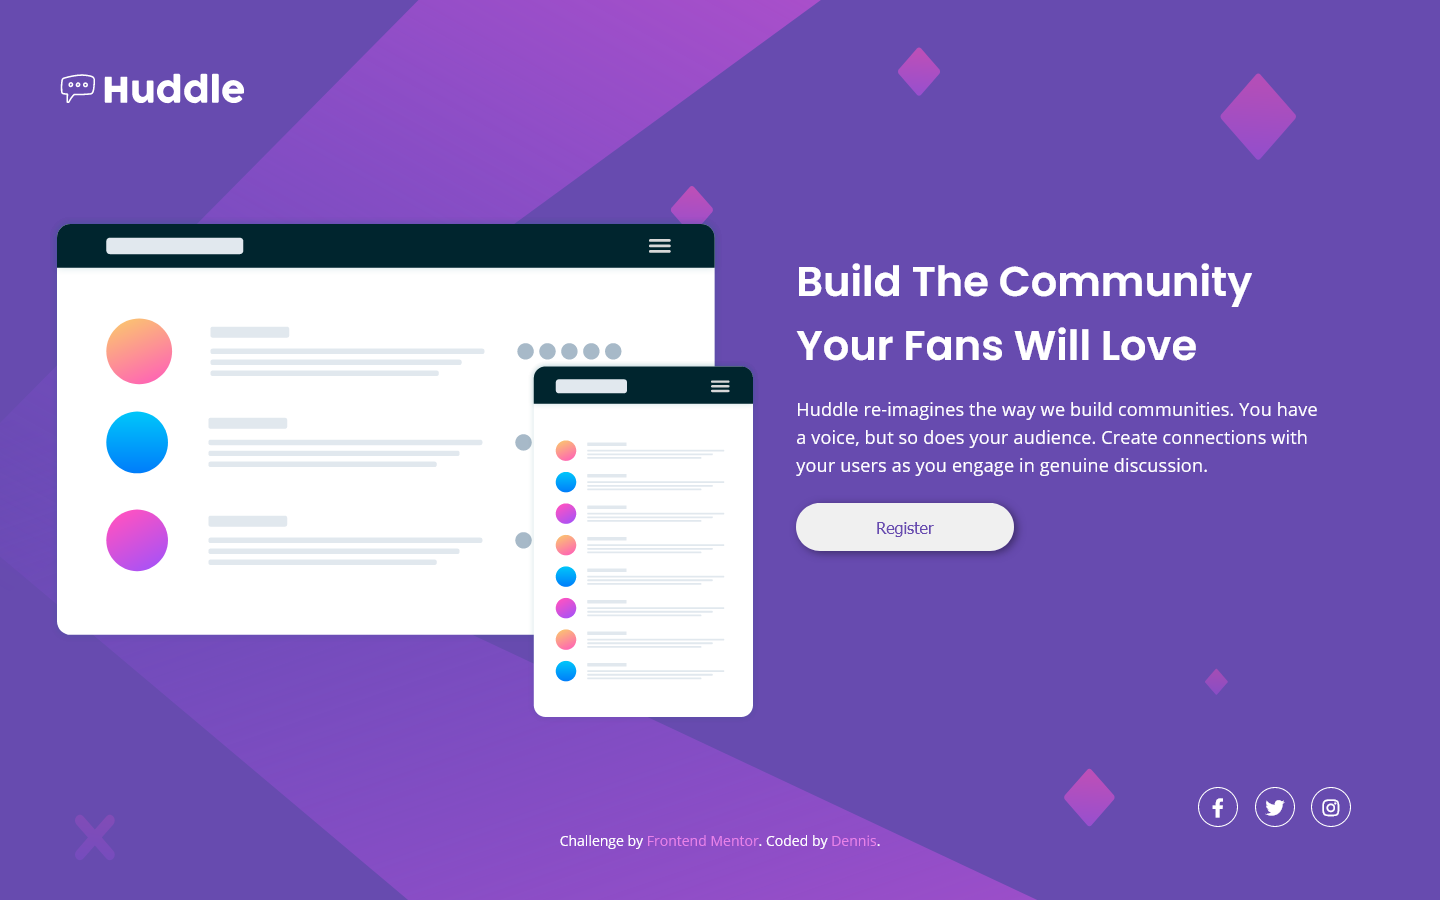 Huddle
Build The Community
Your Fans Will Love
Huddle re-imagines the way we build communities. You have
a voice, but so does your audience. Create connections with
your users as you engage in genuine discussion.
Register
Challenge by Frontend Mentor. Coded by Dennis.